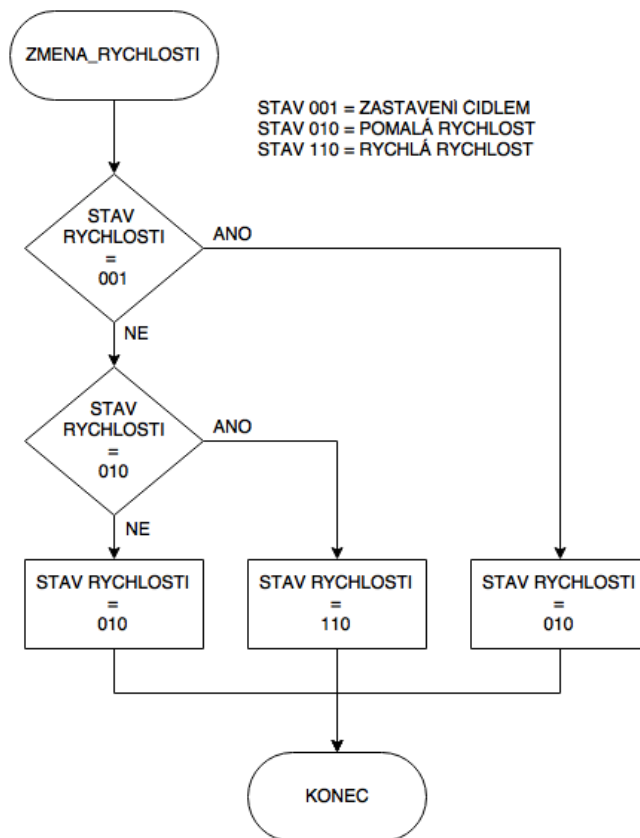 ZMENA_RYCHLOSTI
STAV 001 = ZASTAVENÌ CIDLEM
STAV 010 = POMALÁ RYCHLOST
STAV 110 = RYCHLÁ RYCHLOST
STAV
RYCHLOSTI
=
001
ANO
NE
STAV
RYCHLOSTI
=
010
ANO
NE
STAV RYCHLOSTI
=
010
STAV RYCHLOSTI
=
110
STAV RYCHLOSTI
=
010
KONEC